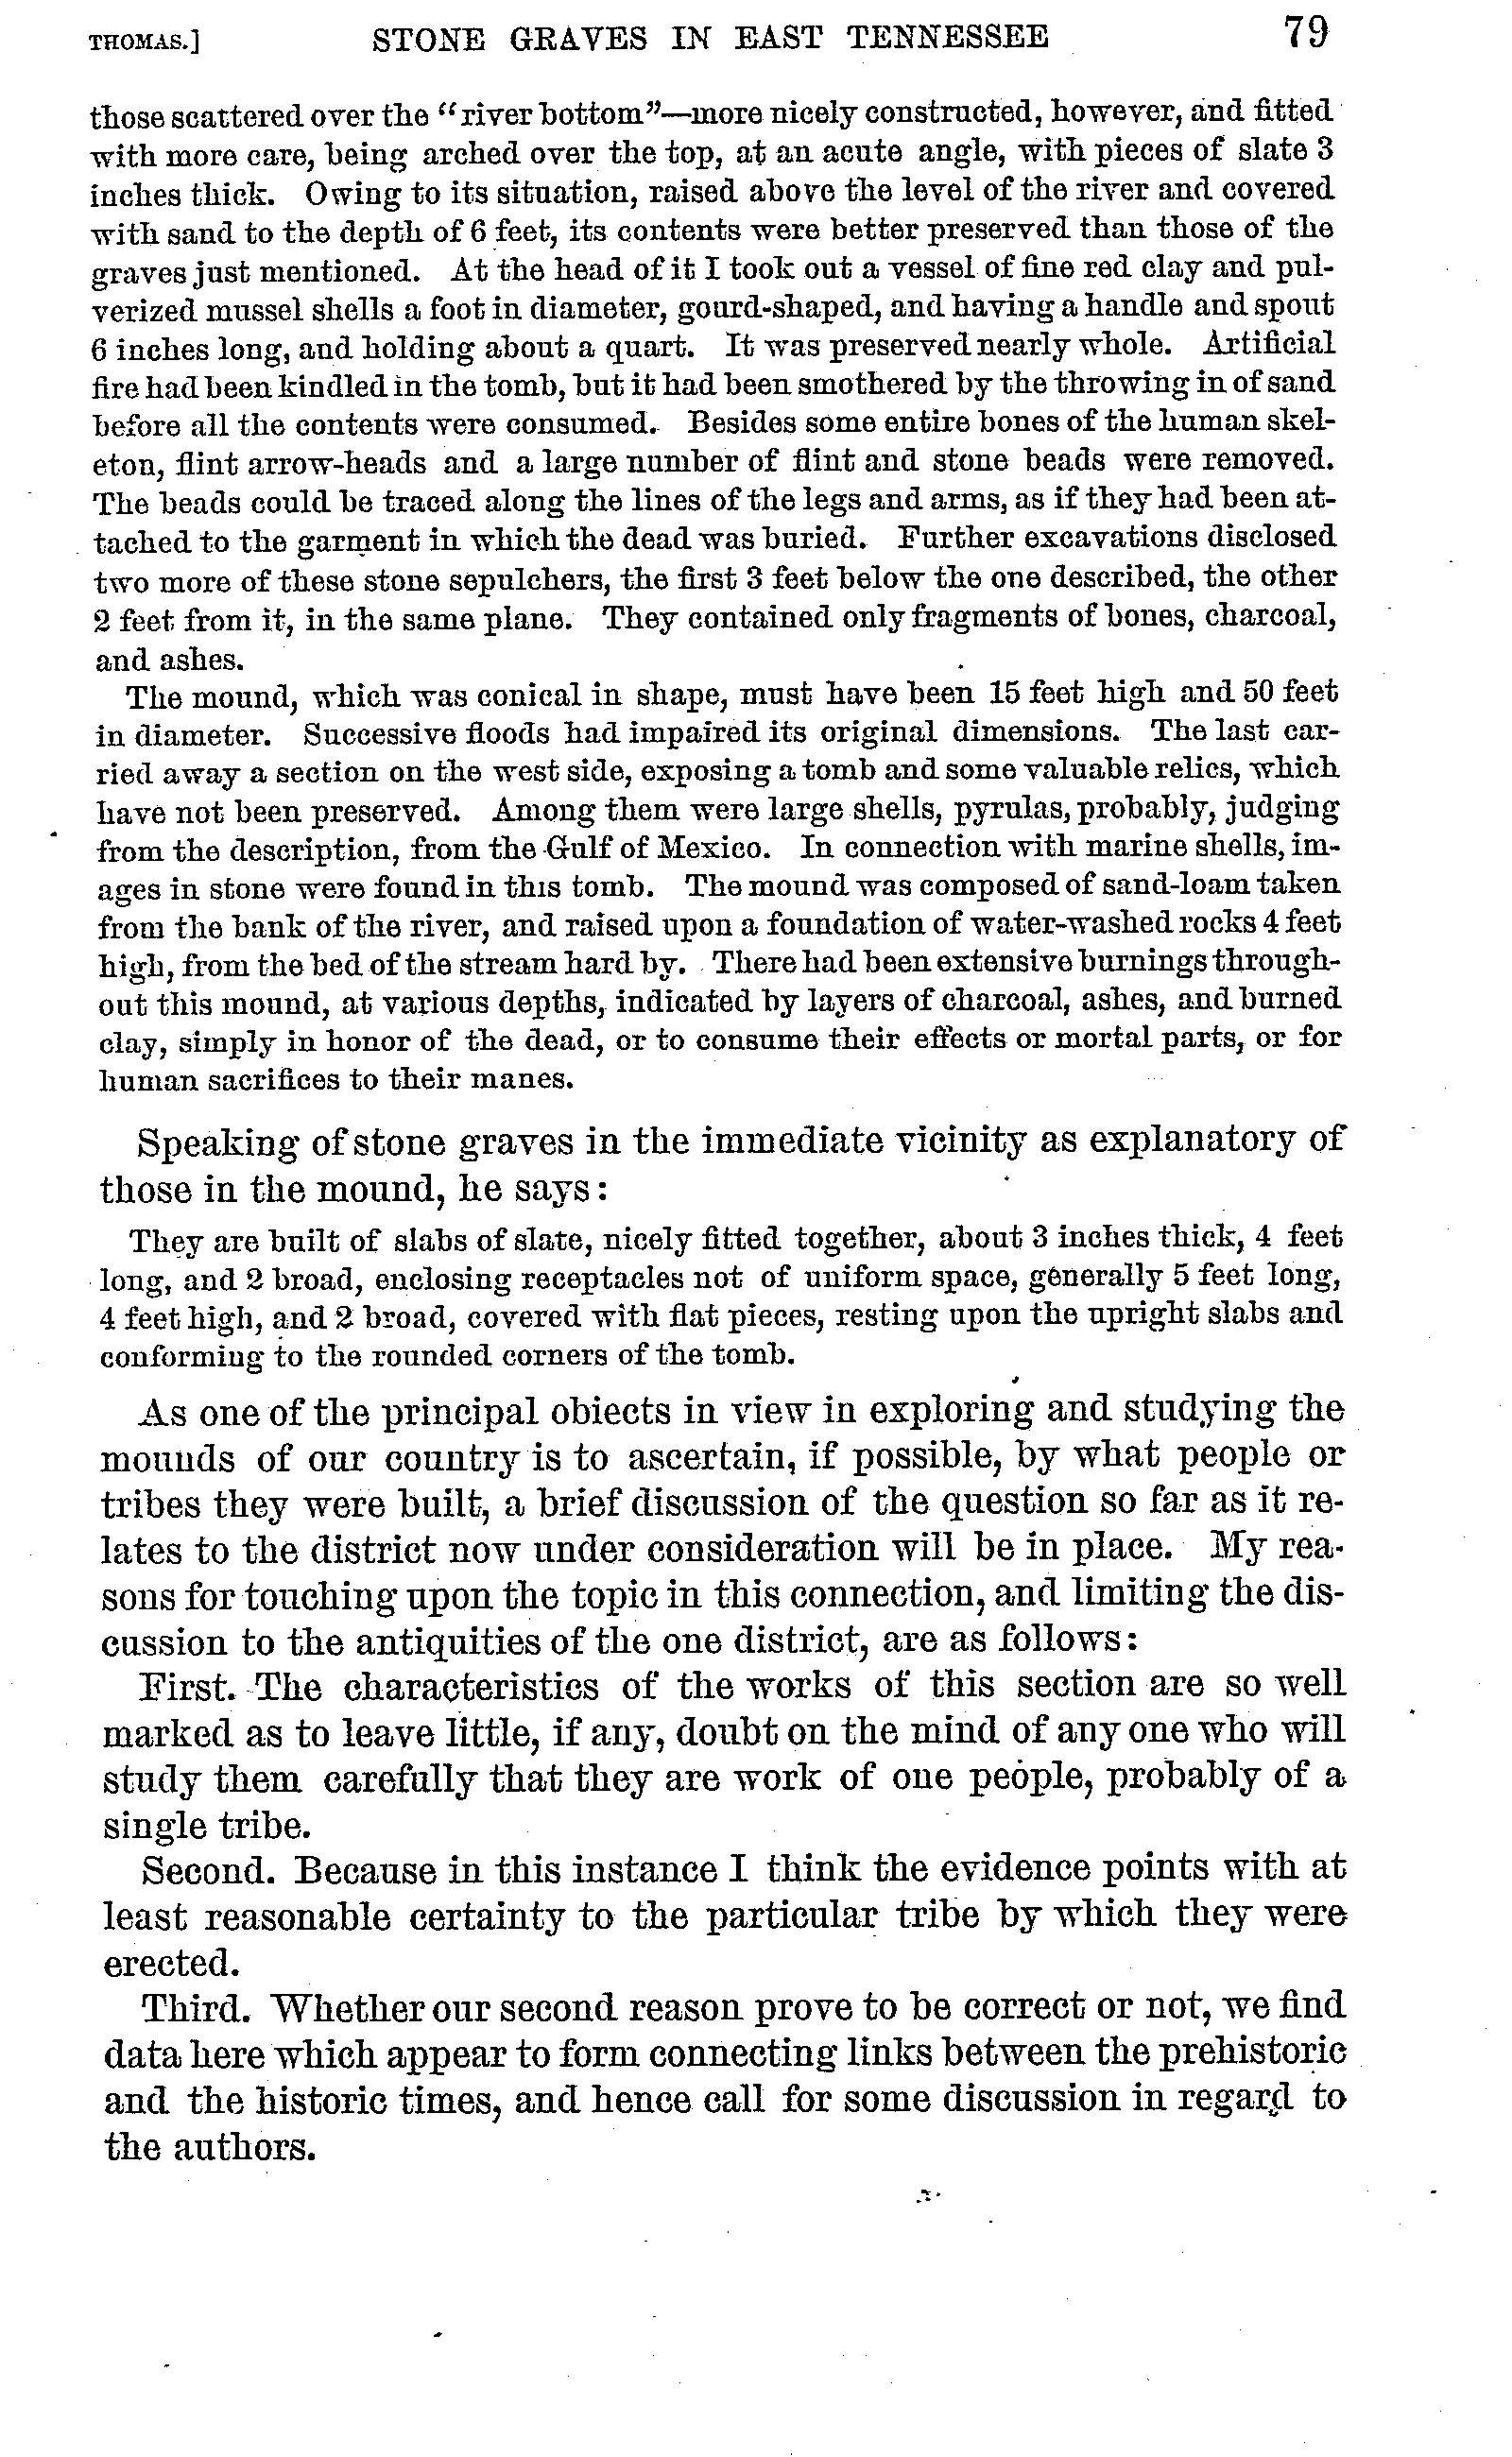 THOMAS.] STONE GRAVES IN EAST TENNESSEE 79
those scattered over the "river bottom"—more nicely constructed, however, and fitted
with more care, being arched over the top, at an acute angle, with pieces of slate 3
inches thick. Owing to its situation, raised above the level of the river and covered
with sand to the depth of 6 feet, its contents were better preserved than those of the
graves just mentioned. At the head of it I took out a vessel of fine red clay and pul-
verized mussel shells a foot in diameter, gourd-shaped, and having a handle and spout
6 inches long, and holding about a quart. It was preserved nearly whole. Artificial
fire had been kindled in the tomb, but it had been smothered by the throwing in of sand
before all the contents were consumed. Besides some entire bones of the human skel-
eton, flint arrow-heads and a large number of flint and stone beads were removed.
The beads could be traced along the lines of the legs and arms, as if they had been at-
tached to the garment in which the dead was buried. Further excavations disclosed
two more of these stone sepulchers, the first 3 feet below the one described, the other
2 feet from it, in the same plane. They contained only fragments of bones, charcoal,
and ashes.
The mound, which was conical in shape, must have been 15 feet high and 50 feet
in diameter. Successive floods had impaired its original dimensions. The last car-
ried away a section on the west side, exposing a tomb and some valuable relics, which
have not been preserved. Among them were large shells, pyrulas, probably, judging
from the description, from the Gulf of Mexico. In connection with marine shells, im-
ages in stone were found in this tomb. The mound was composed of sand-loam taken
from the bank of the river, and raised upon a foundation of water-washed rocks 4 feet
high, from the bed of the stream hard by. There had been extensive burnings through-
out this mound, at various depths, indicated by layers of charcoal, ashes, and burned
clay, simply in honor of the dead, or to consume their effects or mortal parts, or for
human sacrifices to their manes.
Speaking of stone graves in the immediate vicinity as explanatory of
those in the mound, he says:
They are built of slabs of slate, nicely fitted together, about 3 inches thick, 4 feet
long, and 2 broad, enclosing receptacles not of uniform space, generally 5 feet long,
4 feet high, and 2 broad, covered with flat pieces, resting upon the upright slabs and
conforming to the rounded corners of the tomb.
As one of the principal objects in view in exploring and studying the
mounds of our country is to ascertain, if possible, by what people or
tribes they were built, a brief discussion of the question so far as it re-
lates to the district now under consideration will be in place. My rea-
sons for touching upon the topic in this connection, and limiting the dis-
cussion to the antiquities of the one district, are as follows:
First. The characteristics of the works of this section are so well
marked as to leave little, if any, doubt on the mind of any one who will
study them carefully that they are work of one people, probably of a
single tribe.
Second. Because in this instance I think the evidence points with at
least reasonable certainty to the particular tribe by which they were
erected.
Third. Whether our second reason prove to be correct or not, we find
data here which appear to form connecting links between the prehistoric
and the historic times, and hence call for some discussion in regard to
the authors.